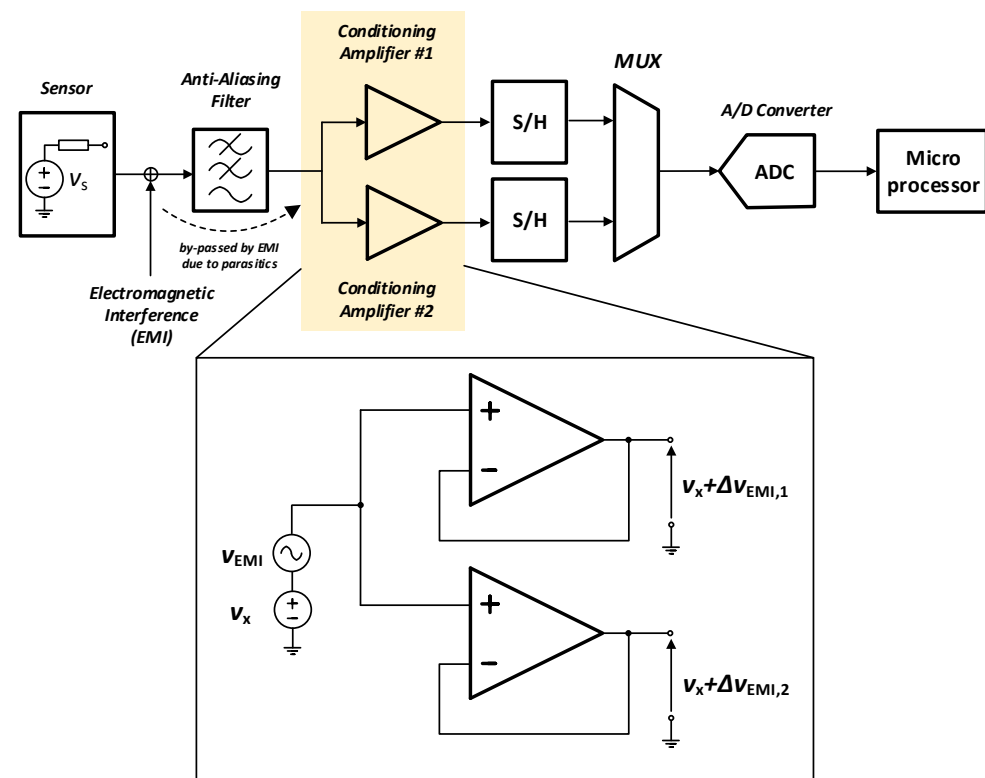 Conditioning
Amplifier #1
MUX
Sensor
Anti-Aliasing
Filter
A/D Converter
S/H
ADC
Micro
processor
+
−
Vs
S/H
by-passed by EMI
due to parasitics
Electromagnetic
Interference
(EMI)
Conditioning
Amplifier #2
+
−
vx+ΔvEMI,1
vEMI
+
−
vx
+
−
vx+ΔvEMI,2